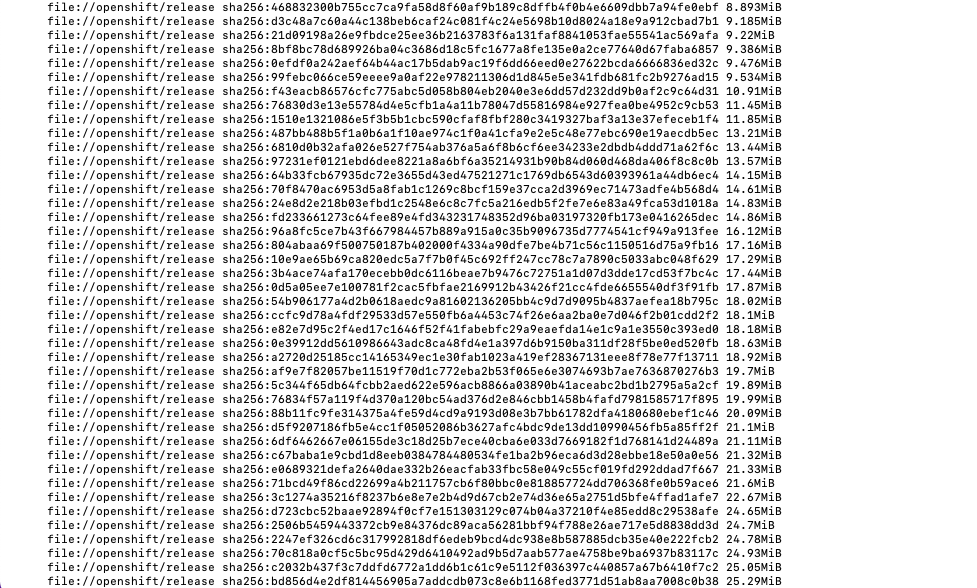 file://openshift/release sha256:468832300b755cc7ca9fa58d8f60af9b189c8dffb4f0b4e6609dbb7a94fe0ebf 8.893MiB
file://openshift/release sha256:d3c48a7c60a44c138beb6caf24c081f4c24e5698b10d8024a18e9a912cbad7b1 9.185MiB
file://openshift/release sha256:21d09198a26e9fbdce25ee36b2163783f6a131faf8841053fae55541ac569afa 9.22MiB
file://openshift/release sha256:8bf8bc78d689926ba04c3686d18c5fc1677a8fe135e0a2ce77640d67faba6857 9.386MiB
file://openshift/release sha256:0efdf0a242aef64b44ac17b5dab9ac19f6dd66eed0e27622bcda6666836ed32c 9.476MiB
file://openshift/release sha256:99febc066ce59eeee9a0af22e978211306d1d845e5e341fdb681fc2b9276ad15 9.534MiB
file://openshift/release sha256:f43eacb86576cfc775abc5d058b804eb2040e3e6dd57d232dd9b0af2c9c64d31 10.91MiB
file://openshift/release sha256:76830d3e13e55784d4e5cfb1a4a11b78047d55816984e927fea0be4952c9cb53 11.45MiB
file://openshift/release sha256:1510e1321086e5f3b5b1cbc590cfaf8fbf280c3419327baf3a13e37efeceb1f4 11.85MiB
file://openshift/release sha256:487bb488b5f1a0b6a1f10ae974c1f0a41cfa9e2e5c48e77ebc690e19aecdb5ec 13.21MiB
file://openshift/release sha256:6810d0b32afa026e527f754ab376a5a6f8b6cf6ee34233e2dbdb4ddd71a62f6c 13.44MiB
file://openshift/release sha256:97231ef0121ebd6dee8221a8a6bf6a35214931b90b84d060d468da406f8c8c0b 13.57MiB
file://openshift/release sha256:64b33fcb67935dc72e3655d43ed47521271c1769db6543d60393961a44db6ec4 14.15MiB
file://openshift/release sha256:70f8470ac6953d5a8fab1c1269c8bcf159e37cca2d3969ec71473adfe4b568d4 14.61MiB
file://openshift/release sha256:24e8d2e218b03efbd1c2548e6c8c7fc5a216edb5f2fe7e6e83a49fca53d1018a 14.83MiB
file://openshift/release sha256:fd233661273c64fee89e4fd343231748352d96ba03197320fb173e0416265dec 14.86MiB
file://openshift/release sha256:96a8fc5ce7b43f667984457b889a915a0c35b9096735d7774541cf949a913fee 16.12MiB
file://openshift/release sha256:804abaa69f500750187b402000f4334a90dfe7be4b71c56c1150516d75a9fb16 17.16MiB
file://openshift/release sha256:10e9ae65b69ca820edc5a7f7b0f45c692ff247cc78c7a7890c5033abc048f629 17.29MiB
file://openshift/release sha256:3b4ace74afa170ecebb0dc6116beae7b9476c72751a1d07d3dde17cd53f7bc4c 17.44MiB
file://openshift/release sha256:0d5a05ee7e100781f2cac5fbfae2169912b43426f21cc4fde6655540df3f91fb 17.87MiB
file://openshift/release sha256:54b906177a4d2b0618aedc9a81602136205bb4c9d7d9095b4837aefea18b795c 18.02MiB
file://openshift/release sha256:ccfc9d78a4fdf29533d57e550fb6a4453c74f26e6aa2ba0e7d046f2b01cdd2f2 18.1MiB
file://openshift/release sha256:e82e7d95c2f4ed17c1646f52f41fabebfc29a9eaefda14e1c9a1e3550c393ed0 18.18MiB
file://openshift/release sha256:0e39912dd5610986643adc8ca48fd4e1a397d6b9150ba311df28f5be0ed520fb 18.63MiB
file://openshift/release sha256:a2720d25185cc14165349ec1e30fab1023a419ef28367131eee8f78e77f13711 18.92MiB
file://openshift/release sha256:af9e7f82057be11519f70d1c772eba2b53f065e6e3074693b7ae7636870276b3 19.7MiB
file://openshift/release sha256:5c344f65db64fcbb2aed622e596acb8866a03890b41aceabc2bd1b2795a5a2cf 19.89MiB
file://openshift/release sha256:76834f57a119f4d370a120bc54ad376d2e846cbb1458b4fafd7981585717f895 19.99MiB
file://openshift/release sha256:88b11fc9fe314375a4fe59d4cd9a9193d08e3b7bb61782dfa4180680ebef1c46 20.09MiB
file://openshift/release sha256:d5f9207186fb5e4cc1f05052086b3627afc4bdc9de13dd10990456fb5a85ff2f 21.1MiB
file://openshift/release sha256:6df6462667e06155de3c18d25b7ece40cba6e033d7669182f1d768141d24489a 21.11MiB
file://openshift/release sha256:c67baba1e9cbd1d8eeb0384784480534fe1ba2b96eca6d3d28ebbe18e50a0e56 21.32MiB
file://openshift/release sha256:e0689321defa2640dae332b26eacfab33fbc58e049c55cf019fd292ddad7f667 21.33MiB
file://openshift/release sha256:71bcd49f86cd22699a4b211757cb6f80bbc0e818857724dd706368fe0b59ace6 21.6MiB
file://openshift/release sha256:3c1274a35216f8237b6e8e7e2b4d9d67cb2e74d36e65a2751d5bfe4ffad1afe7 22.67MiB
file://openshift/release sha256:d723cbc52baae92894f0cf7e151303129c074b04a37210f4e85edd8c29538afe 24.65MiB
file://openshift/release sha256:2506b5459443372cb9e84376dc89aca56281bbf94f788e26ae717e5d8838dd3d 24.7MiB
file://openshift/release sha256:2247ef326cd6c317992818df6edeb9bcd4dc938e8b587885dcb35e40e222fcb2 24.78MiB
file://openshift/release sha256:70c818a0cf5c5bc95d429d6410492ad9b5d7aab577ae4758be9ba6937b83117c 24.93MiB
file://openshift/release sha256:c2032b437f3c7ddfd6772a1dd6b1c61c9e5112f036397c440857a67b6410f7c2 25.05MiB
file://openshift/release sha256:bd856d4e2df814456905a7addcdb073c8e6b1168fed3771d51ab8aa7008c0b38 25.29MiB